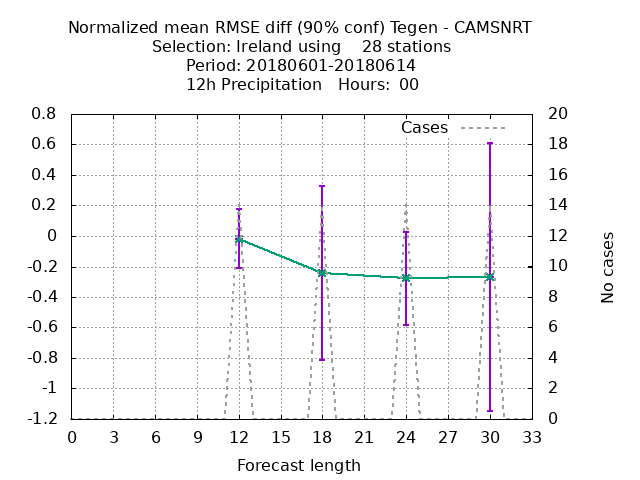 Normalized mean RMSE diff (90% conf) Tegen - CAMSNRT
Selection: Ireland using    28 stations
Period: 20180601-20180614
12h Precipitation   Hours:  00
Cases
0.8
0.6
0.4
0.2
0
-0.2
-0.4
-0.6
-0.8
-1
-1.2
20
18
16
14
12
10
8
6
4
2
0
No cases
0 3 6 9 12 15 18 21 24 27 30 33
Forecast length